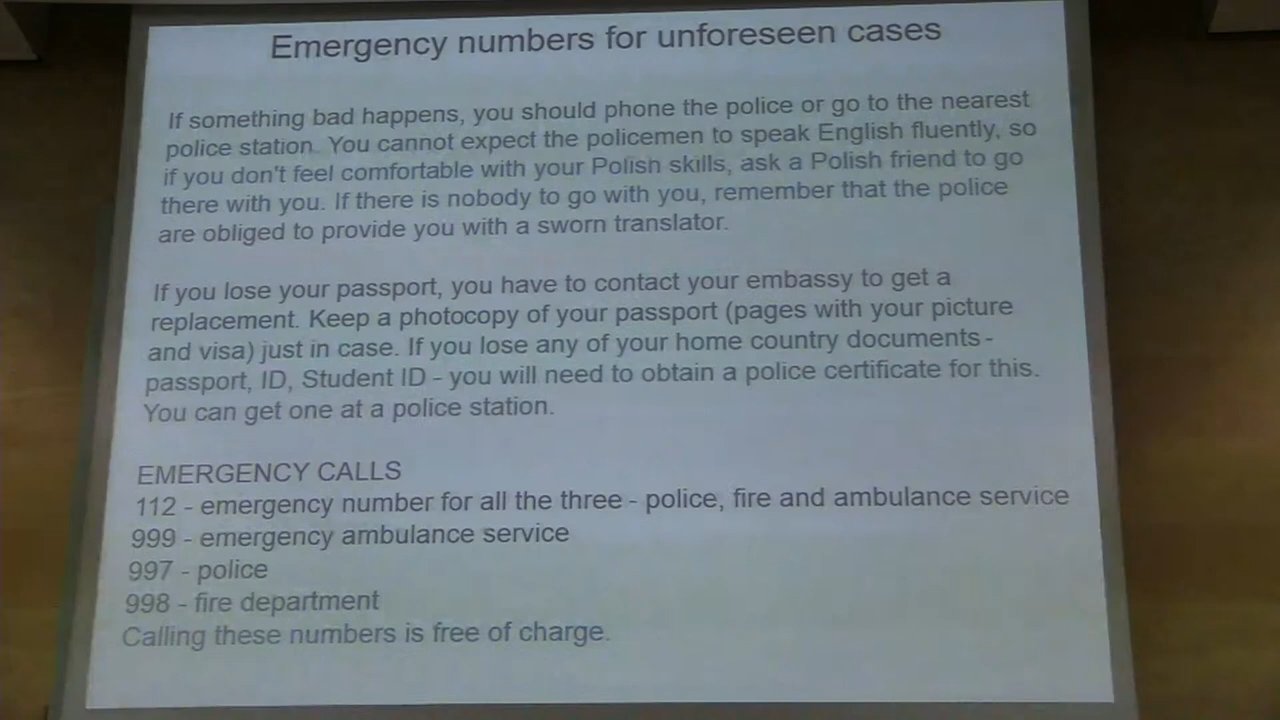 Emergency numbers for unforeseen cases
If something bad happens, you should phone the police or go to the nearest
police station. You cannot expect the policemen to speak English fluently, so
if you don't feel comfortable with your Polish skills, ask a Polish friend to go
there with you. If there is nobody to go with you, remember that the police
are obliged to provide you with a sworn translator.
If you lose your passport, you have to contact your embassy to get a
replacement. Keep a photocopy of your passport (pages with your picture
and visa) just in case. If you lose any of your home country documents -
passport, ID, Student ID - you will need to obtain a police certificate for this.
You can get one at a police station.
EMERGENCY CALLS
112 - emergency number for all the three - police, fire and ambulance service
999 - emergency ambulance service
997 - police
998 - fire department
Calling these numbers is free of charge.